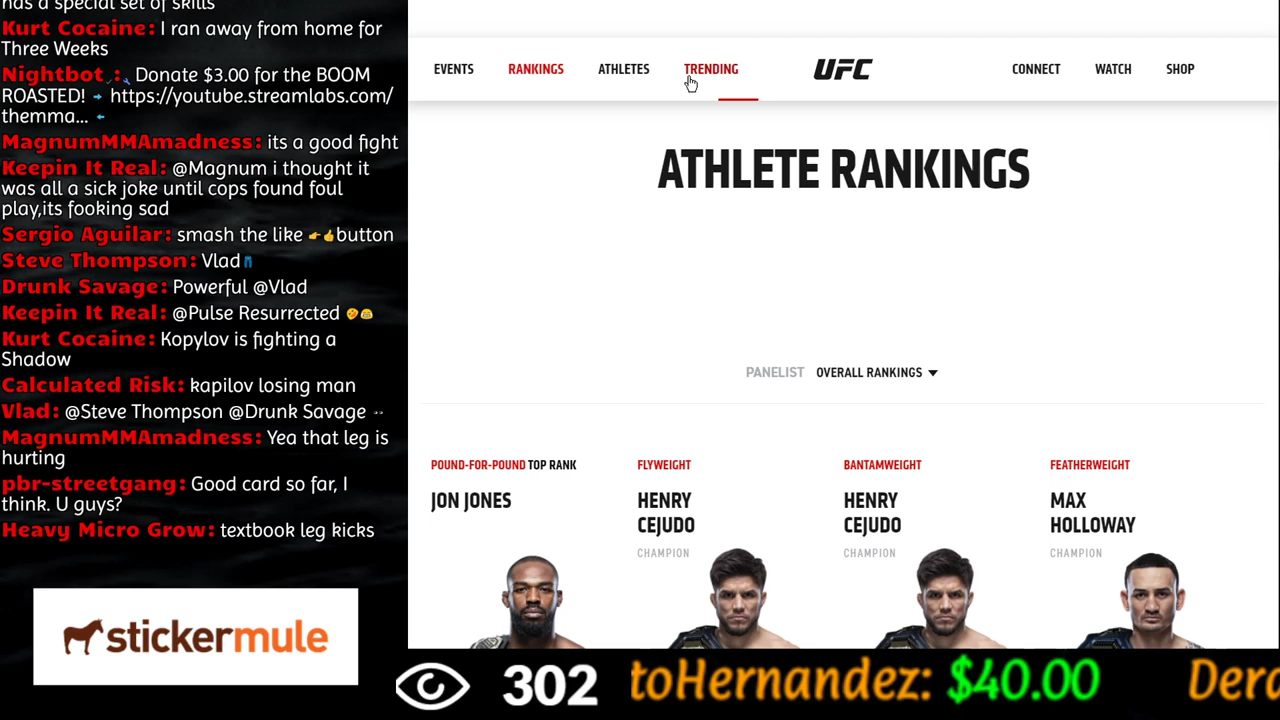 has a special set of skills
Kurt Cocaine: I ran away from home for
Three Weeks
Nightbot : Donate $3.00 for the BOOM
ROASTED! https://youtube.streamlabs.com/
themma...
MagnumMMAmadness: its a good fight
Keepin It Real: @Magnum i thought it
was all a sick joke until cops found foul
play,its fooking sad
Sergio Aguilar: smash the like 👉👍button
Steve Thompson: Vlad👖
Drunk Savage: Powerful @Vlad
Keepin It Real: @Pulse Resurrected 🤣😂
Kurt Cocaine: Kopylov is fighting a
Shadow
Calculated Risk: kapilov losing man
Vlad: @Steve Thompson @Drunk Savage
MagnumMMAmadness: Yea that leg is
hurting
pbr-streetgang: Good card so far, I
think. U guys?
Heavy Micro Grow: textbook leg kicks
stickermule
EVENTS RANKINGS ATHLETES TRENDING UFC CONNECT WATCH SHOP
ATHLETE RANKINGS
PANELIST OVERALL RANKINGS
POUND-FOR-POUND TOP RANK
JON JONES
FLYWEIGHT
HENRY
CEJUDO
CHAMPION
BANTAMWEIGHT
HENRY
CEJUDO
CHAMPION
FEATHERWEIGHT
MAX
HOLLOWAY
CHAMPION
302 toHernandez: $40.00 Dera